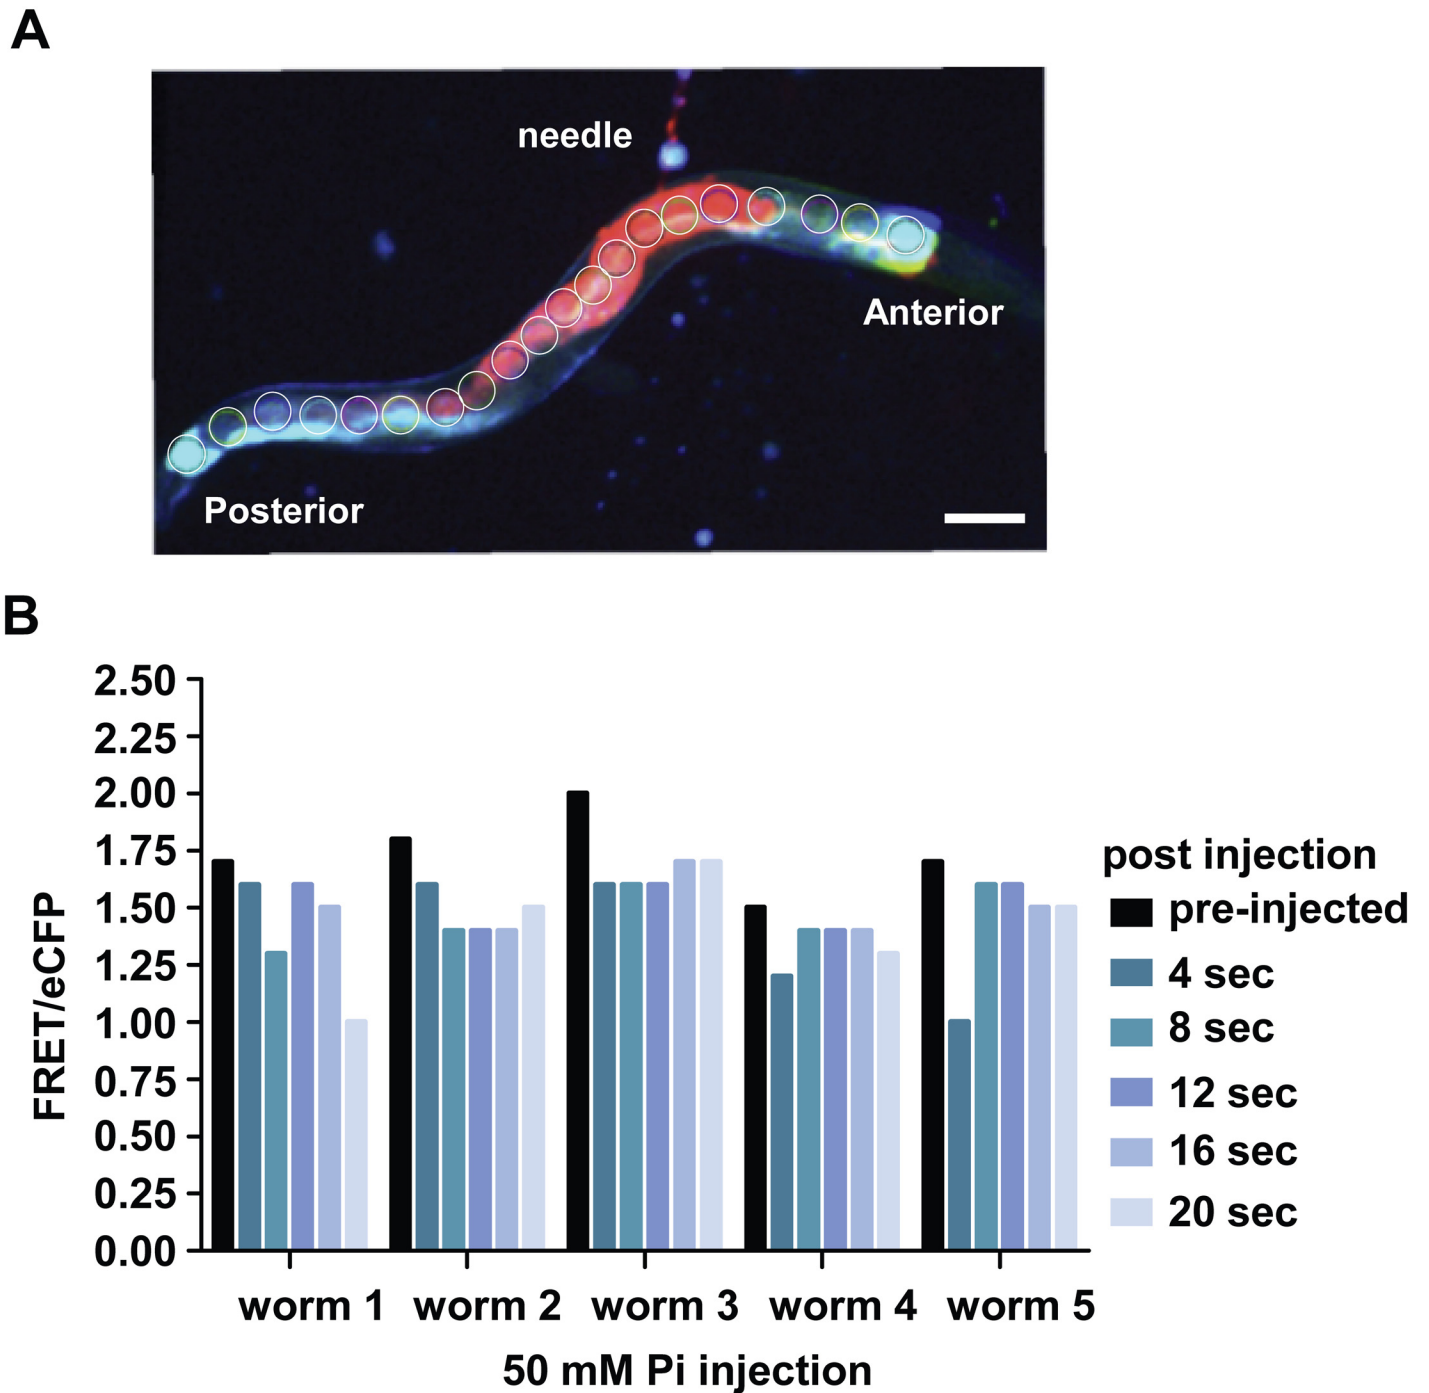 A
needle
Anterior
Posterior
B
2.50
2.25
2.00
1.75
1.50
1.25
1.00
0.75
0.50
0.25
0.00
FRET/eCFP
worm 1 worm 2 worm 3 worm 4 worm 5
50 mM Pi injection
post injection
pre-injected
4 sec
8 sec
12 sec
16 sec
20 sec